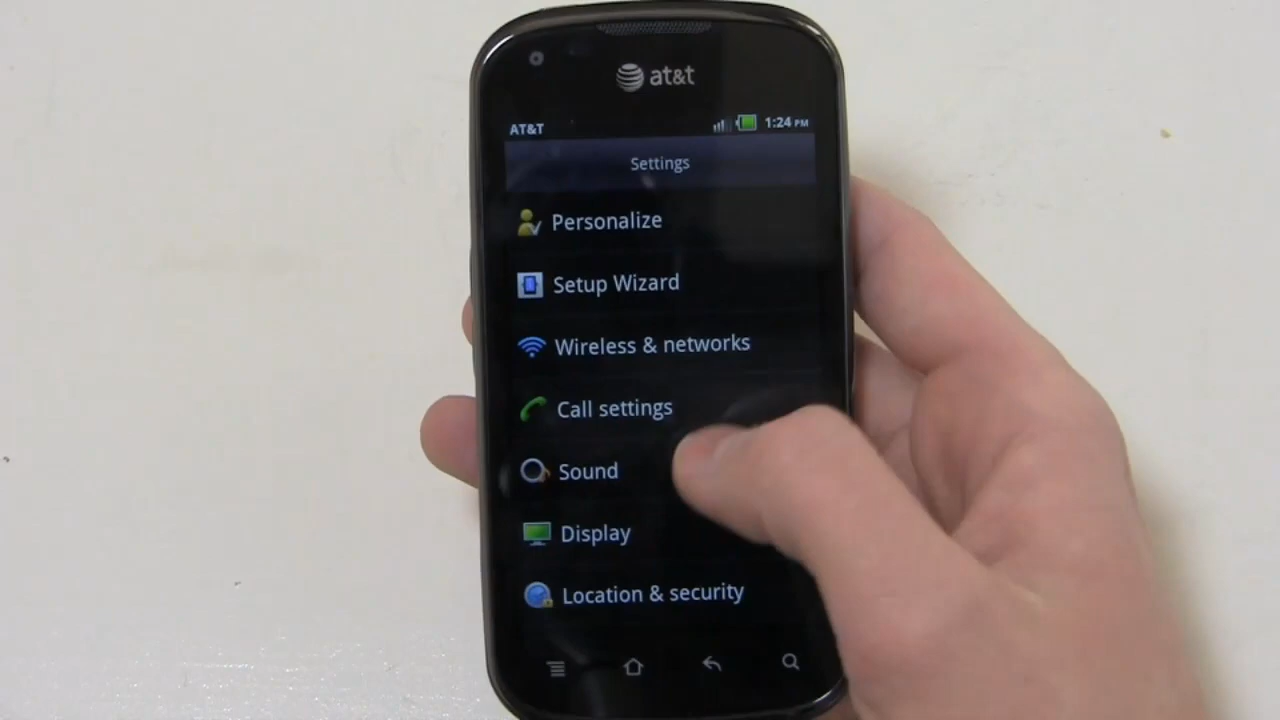 at&t
AT&T 1:24 PM
Settings
Personalize
Setup Wizard
Wireless & networks
Call settings
Sound
Display
Location & security